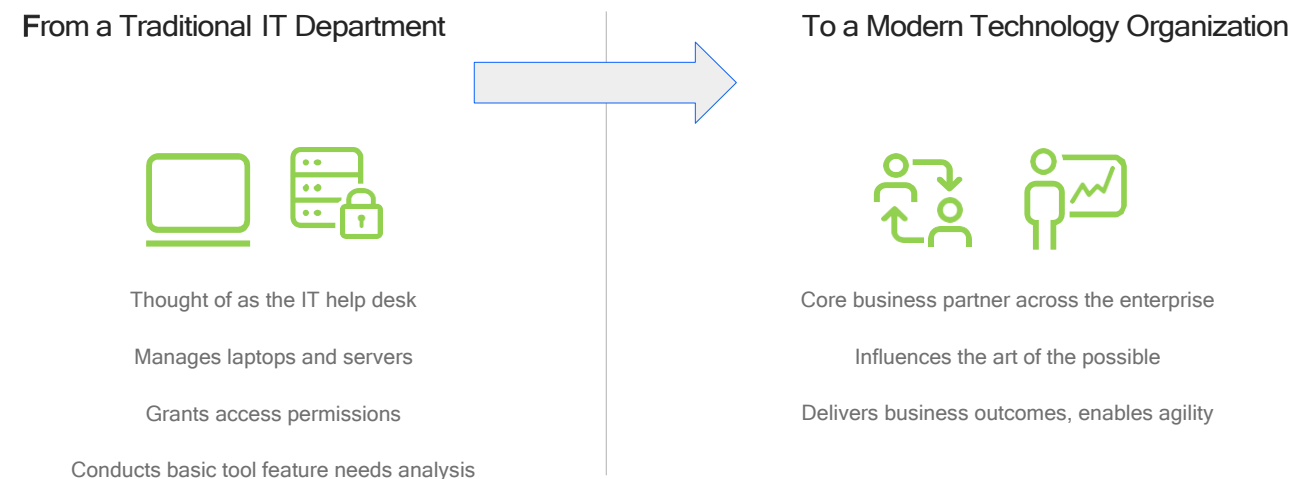 From a Traditional IT Department
To a Modern Technology Organization
Thought of as the IT help desk
Manages laptops and servers
Grants access permissions
Conducts basic tool feature needs analysis
Core business partner across the enterprise
Influences the art of the possible
Delivers business outcomes, enables agility